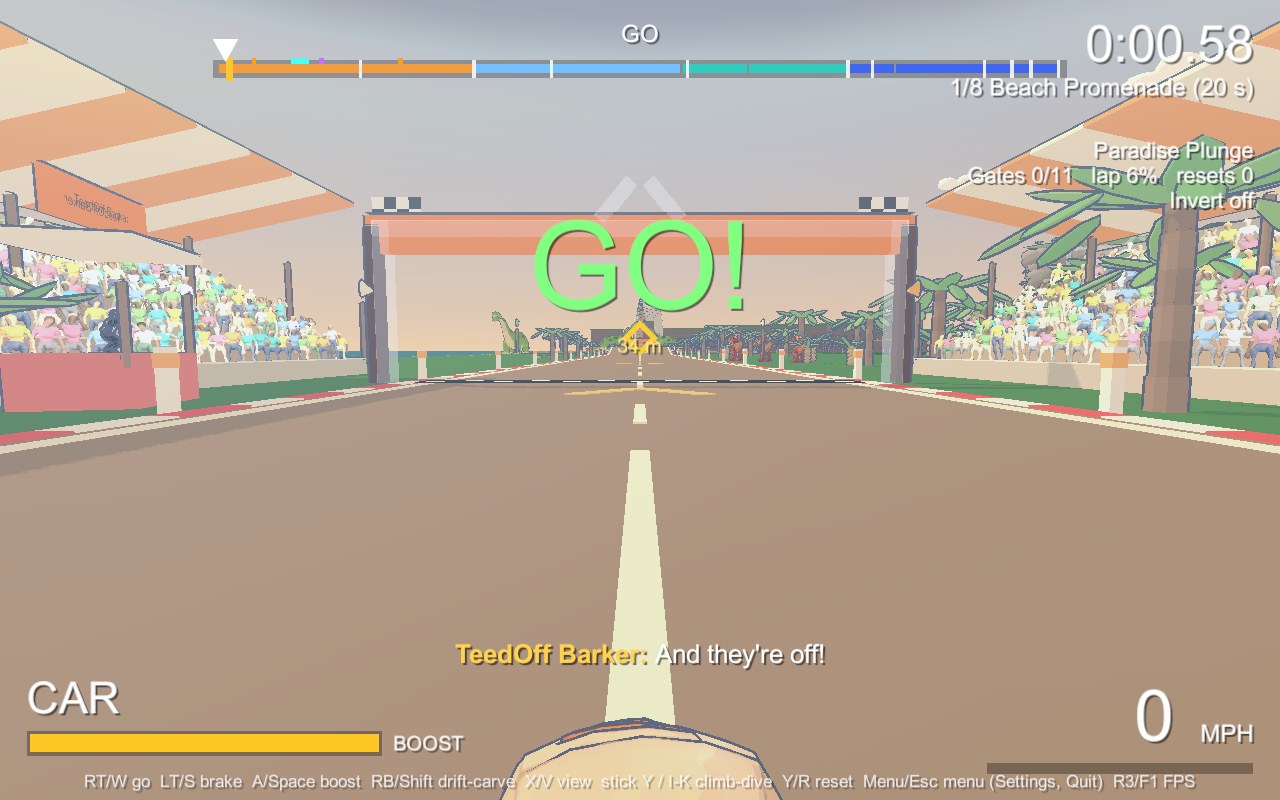 GO
0:00.58
1/8 Beach Promenade (20 s)
Paradise Plunge
Gates 0/11 lap 6% resets 0
Invert off
GO!
34 m
TeedOff Barker: And they're off!
CAR
BOOST
0 MPH
RT/W go LT/S brake A/Space boost RB/Shift drift-carve X/V view stick Y / I-K climb-dive Y/R reset Menu/Esc menu (Settings, Quit) R3/F1 FPS